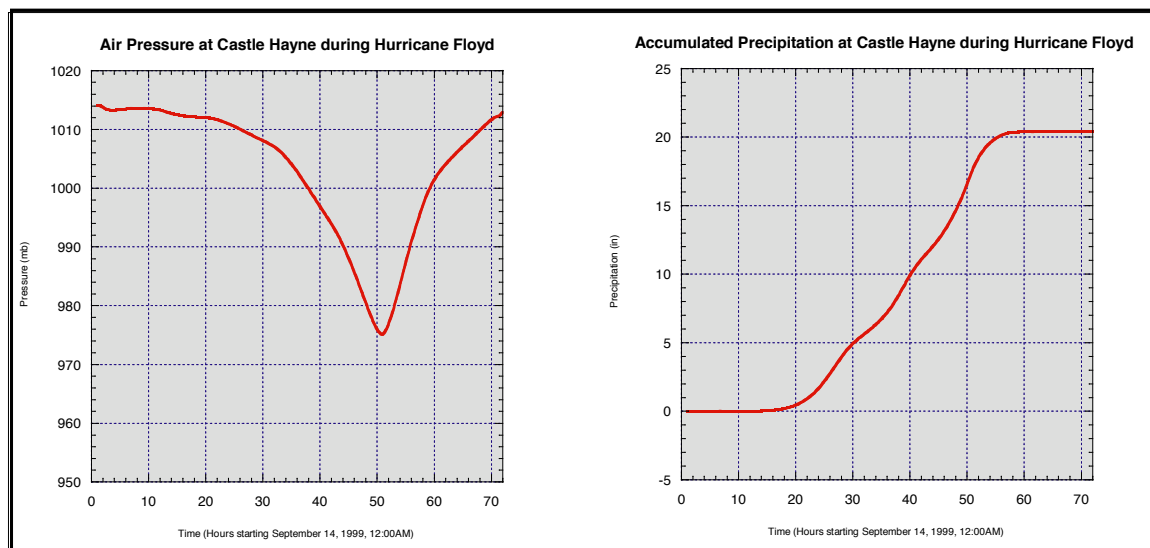 Air Pressure at Castle Hayne during Hurricane Floyd
1020
1010
1000
990
980
970
960
950
0 10 20 30 40 50 60 70
Pressure (mb)
Time (Hours starting September 14, 1999, 12:00AM)
Accumulated Precipitation at Castle Hayne during Hurricane Floyd
25
20
15
10
5
0
-5
0 10 20 30 40 50 60 70
Precipitation (in)
Time (Hours starting September 14, 1999, 12:00AM)